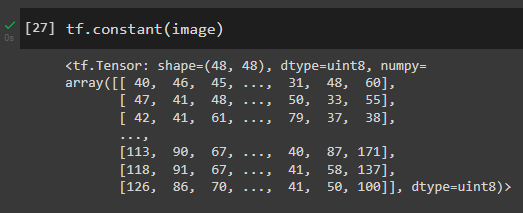 [27] tf.constant(image)
0s
<tf.Tensor: shape=(48, 48), dtype=uint8, numpy=
array([[ 40,  46,  45, ...,  31,  48,  60],
       [ 47,  41,  48, ...,  50,  33,  55],
       [ 42,  41,  61, ...,  79,  37,  38],
       ...,
       [113,  90,  67, ...,  40,  87, 171],
       [118,  91,  67, ...,  41,  58, 137],
       [126,  86,  70, ...,  41,  50, 100]], dtype=uint8)>